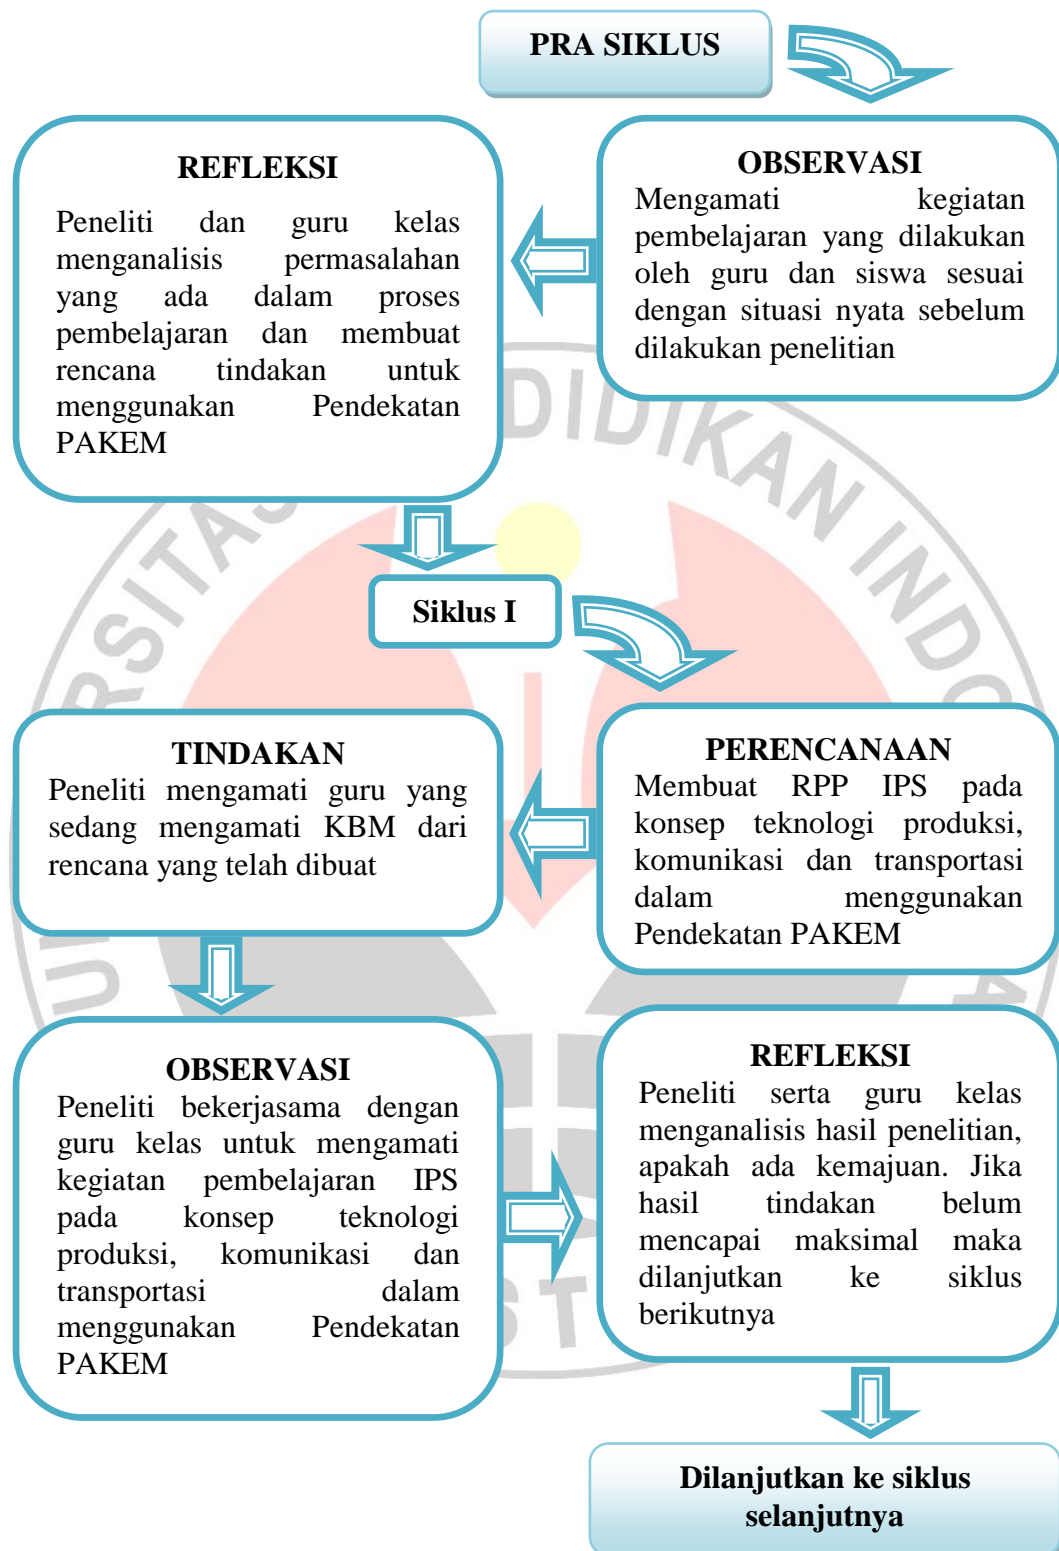 PRA SIKLUS
OBSERVASI
Mengamati kegiatan
pembelajaran yang dilakukan
oleh guru dan siswa sesuai
dengan situasi nyata sebelum
dilakukan penelitian
REFLEKSI
Peneliti dan guru kelas
menganalisis permasalahan
yang ada dalam proses
pembelajaran dan membuat
rencana tindakan untuk
menggunakan Pendekatan
PAKEM
Siklus I
PERENCANAAN
Membuat RPP IPS pada
konsep teknologi produksi,
komunikasi dan transportasi
dalam menggunakan
Pendekatan PAKEM
TINDAKAN
Peneliti mengamati guru yang
sedang mengamati KBM dari
rencana yang telah dibuat
OBSERVASI
Peneliti bekerjasama dengan
guru kelas untuk mengamati
kegiatan pembelajaran IPS
pada konsep teknologi
produksi, komunikasi dan
transportasi dalam
menggunakan Pendekatan
PAKEM
REFLEKSI
Peneliti serta guru kelas
menganalisis hasil penelitian,
apakah ada kemajuan. Jika
hasil tindakan belum
mencapai maksimal maka
dilanjutkan ke siklus
berikutnya
Dilanjutkan ke siklus
selanjutnya